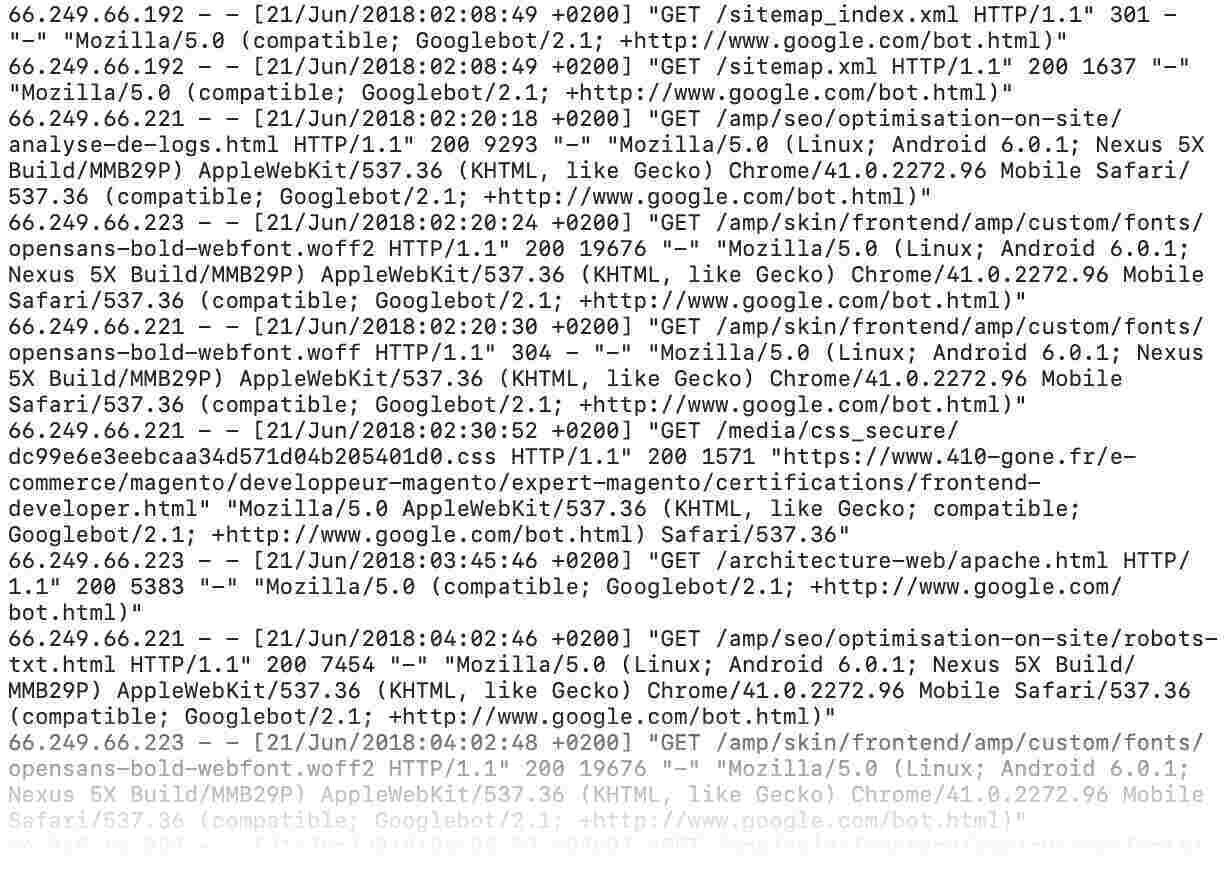 66.249.66.192 - - [21/Jun/2018:02:08:49 +0200] "GET /sitemap_index.xml HTTP/1.1" 301 -
"-" "Mozilla/5.0 (compatible; Googlebot/2.1; +http://www.google.com/bot.html)"
66.249.66.192 - - [21/Jun/2018:02:08:49 +0200] "GET /sitemap.xml HTTP/1.1" 200 1637 "-"
"Mozilla/5.0 (compatible; Googlebot/2.1; +http://www.google.com/bot.html)"
66.249.66.221 - - [21/Jun/2018:02:20:18 +0200] "GET /amp/seo/optimisation-on-site/
analyse-de-logs.html HTTP/1.1" 200 9293 "-" "Mozilla/5.0 (Linux; Android 6.0.1; Nexus 5X
Build/MMB29P) AppleWebKit/537.36 (KHTML, like Gecko) Chrome/41.0.2272.96 Mobile Safari/
537.36 (compatible; Googlebot/2.1; +http://www.google.com/bot.html)"
66.249.66.223 - - [21/Jun/2018:02:20:24 +0200] "GET /amp/skin/frontend/amp/custom/fonts/
opensans-bold-webfont.woff2 HTTP/1.1" 200 19676 "-" "Mozilla/5.0 (Linux; Android 6.0.1;
Nexus 5X Build/MMB29P) AppleWebKit/537.36 (KHTML, like Gecko) Chrome/41.0.2272.96 Mobile
Safari/537.36 (compatible; Googlebot/2.1; +http://www.google.com/bot.html)"
66.249.66.221 - - [21/Jun/2018:02:20:30 +0200] "GET /amp/skin/frontend/amp/custom/fonts/
opensans-bold-webfont.woff HTTP/1.1" 304 - "-" "Mozilla/5.0 (Linux; Android 6.0.1; Nexus
5X Build/MMB29P) AppleWebKit/537.36 (KHTML, like Gecko) Chrome/41.0.2272.96 Mobile
Safari/537.36 (compatible; Googlebot/2.1; +http://www.google.com/bot.html)"
66.249.66.221 - - [21/Jun/2018:02:30:52 +0200] "GET /media/css_secure/
dc99e6e3eebcaa34d571d04b205401d0.css HTTP/1.1" 200 1571 "https://www.410-gone.fr/e-
commerce/magento/developpeur-magento/expert-magento/certifications/frontend-
developer.html" "Mozilla/5.0 AppleWebKit/537.36 (KHTML, like Gecko; compatible;
Googlebot/2.1; +http://www.google.com/bot.html) Safari/537.36"
66.249.66.223 - - [21/Jun/2018:03:45:46 +0200] "GET /architecture-web/apache.html HTTP/
1.1" 200 5383 "-" "Mozilla/5.0 (compatible; Googlebot/2.1; +http://www.google.com/
bot.html)"
66.249.66.221 - - [21/Jun/2018:04:02:46 +0200] "GET /amp/seo/optimisation-on-site/robots-
txt.html HTTP/1.1" 200 7454 "-" "Mozilla/5.0 (Linux; Android 6.0.1; Nexus 5X Build/
MMB29P) AppleWebKit/537.36 (KHTML, like Gecko) Chrome/41.0.2272.96 Mobile Safari/537.36
(compatible; Googlebot/2.1; +http://www.google.com/bot.html)"
66.249.66.223 - - [21/Jun/2018:04:02:48 +0200] "GET /amp/skin/frontend/amp/custom/fonts/
opensans-bold-webfont.woff2 HTTP/1.1" 200 19676 "-" "Mozilla/5.0 (Linux; Android 6.0.1;
Nexus 5X Build/MMB29P) AppleWebKit/537.36 (KHTML, like Gecko) Chrome/41.0.2272.96 Mobile
Safari/537.36 (compatible; Googlebot/2.1; +http://www.google.com/bot.html)"